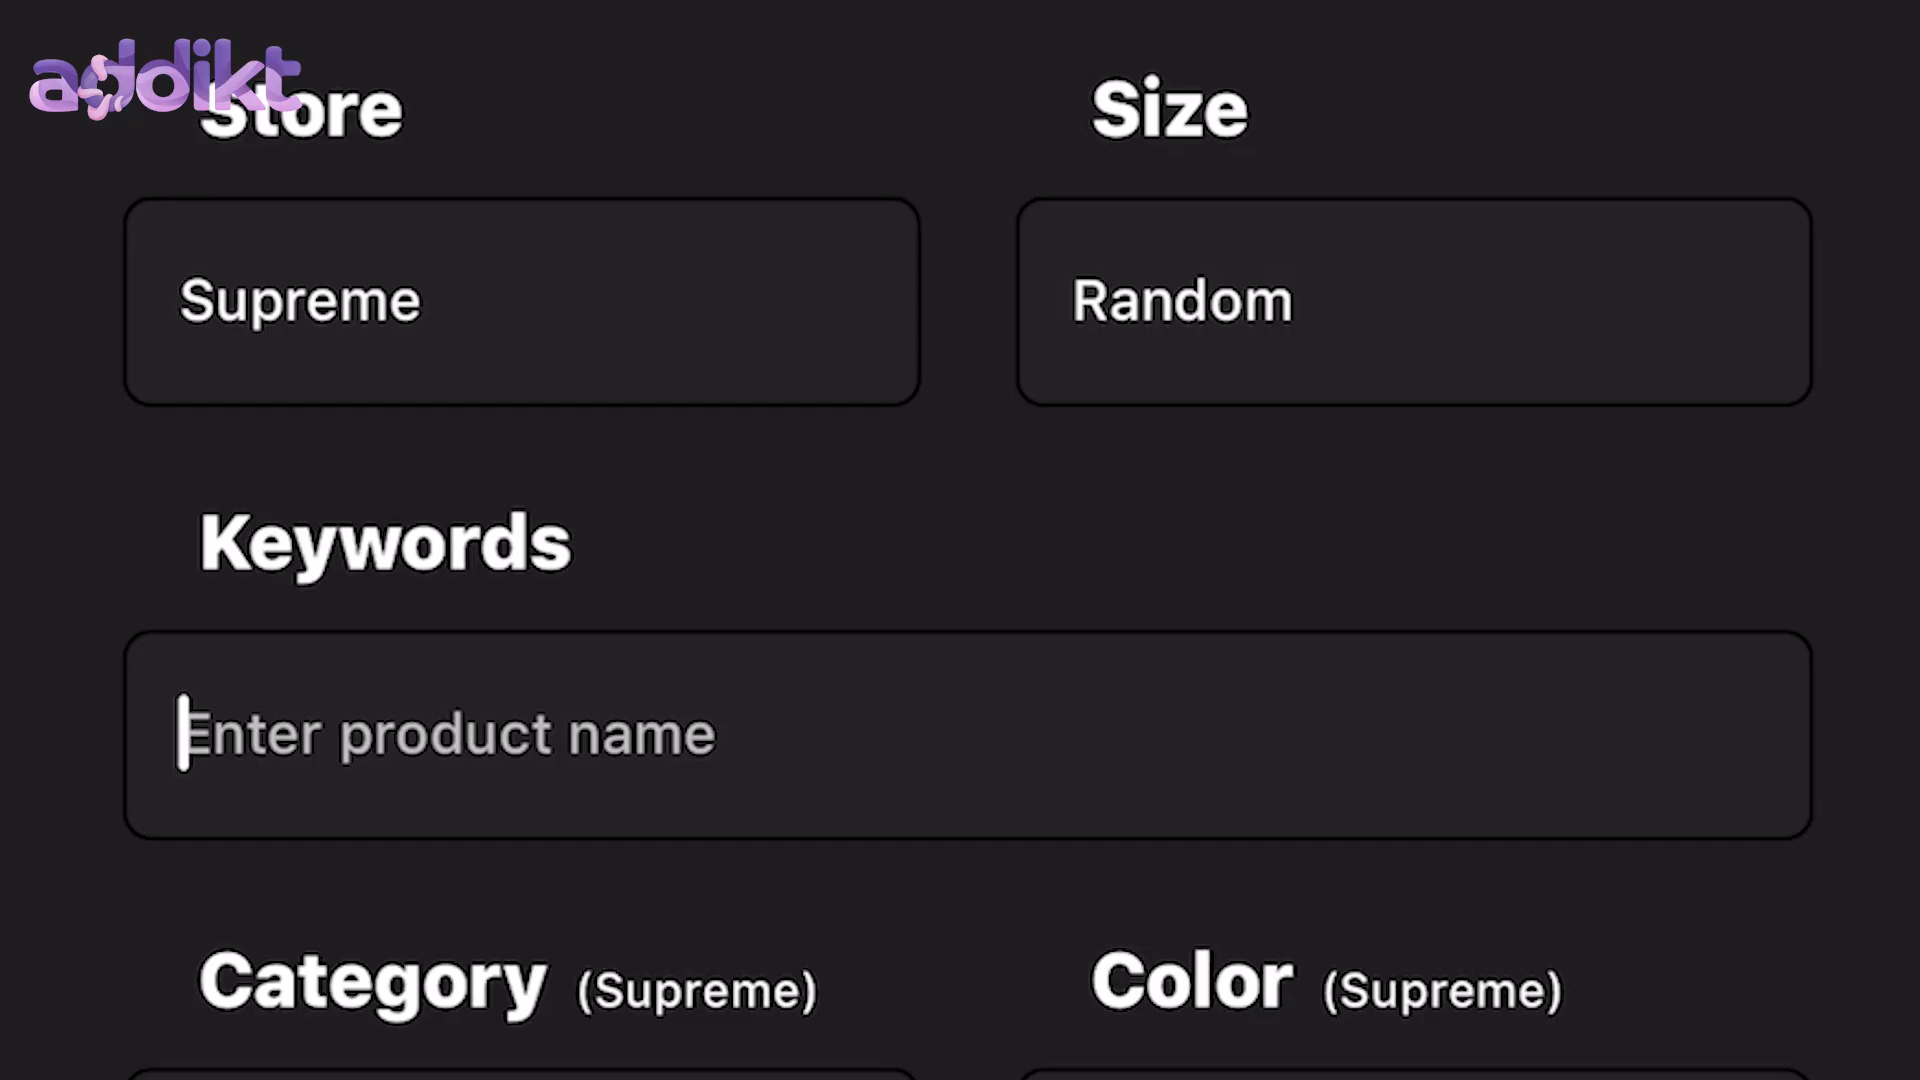 addikt
Store
Size
Supreme
Random
Keywords
Enter product name
Category (Supreme)
Color (Supreme)